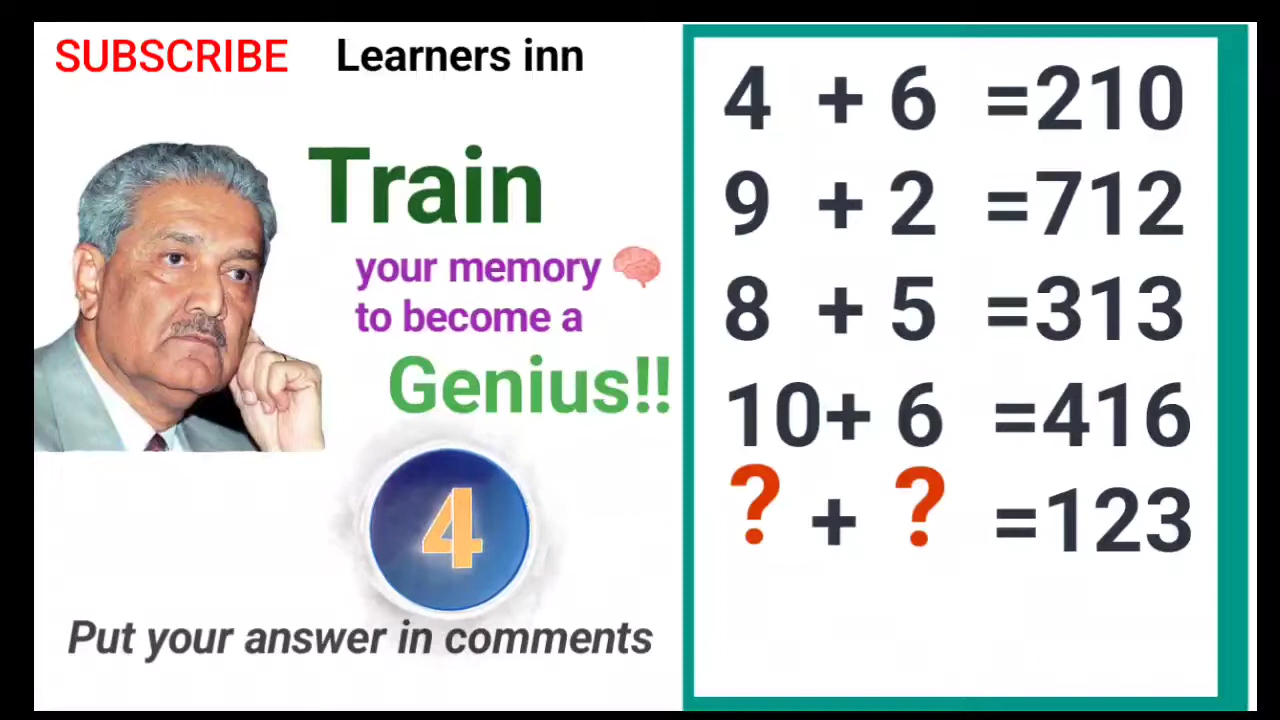 SUBSCRIBE Learners inn
Train
your memory 🧠
to become a
Genius!!
4
Put your answer in comments
4 + 6 =210
9 + 2 =712
8 + 5 =313
10+ 6 =416
? + ? =123